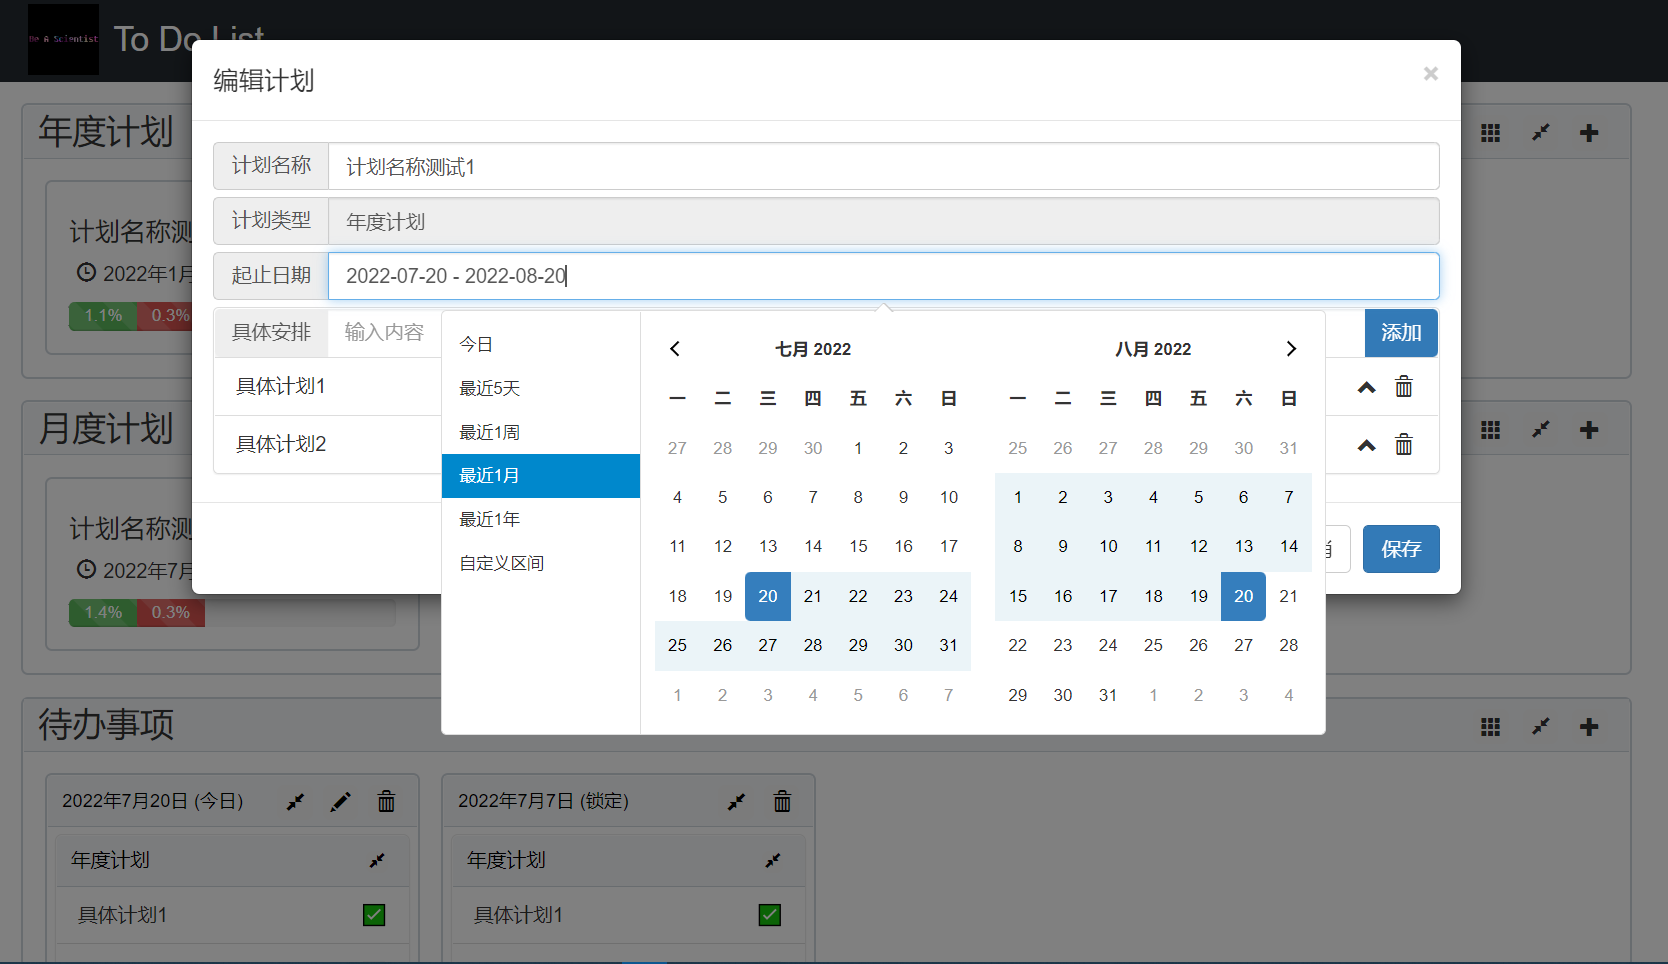 Be A Scientist
To Do List
编辑计划
×
年度计划
计划名称 计划名称测试1
计划类型 年度计划
起止日期 2022-07-20 - 2022-08-20
具体安排 输入内容 添加
具体计划1
具体计划2
保存
计划名称测
2022年1月
1.1% 0.3%
月度计划
计划名称测
2022年7月
1.4% 0.3%
今日
最近5天
最近1周
最近1月
最近1年
自定义区间
七月 2022
一 二 三 四 五 六 日
27 28 29 30 1 2 3
4 5 6 7 8 9 10
11 12 13 14 15 16 17
18 19 20 21 22 23 24
25 26 27 28 29 30 31
1 2 3 4 5 6 7
八月 2022
一 二 三 四 五 六 日
25 26 27 28 29 30 31
1 2 3 4 5 6 7
8 9 10 11 12 13 14
15 16 17 18 19 20 21
22 23 24 25 26 27 28
29 30 31 1 2 3 4
待办事项
2022年7月20日 (今日)
年度计划
具体计划1
2022年7月7日 (锁定)
年度计划
具体计划1